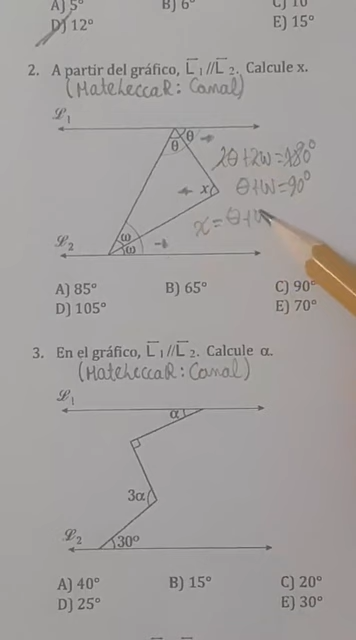 A) 5° B) 6° C) 10
D) 12° E) 15°
2. A partir del gráfico, L₁//L₂. Calcule x.
(MateheccaR: Canal)
ℒ₁
θ
θ
2θ+2ω=180°
x
θ+ω=90°
x=θ+ω
ω
ω
ℒ₂
A) 85° B) 65° C) 90°
D) 105° E) 70°
3. En el gráfico, L₁//L₂. Calcule α.
(MateheccaR: Canal)
ℒ₁
α
3α
ℒ₂
30°
A) 40° B) 15° C) 20°
D) 25° E) 30°